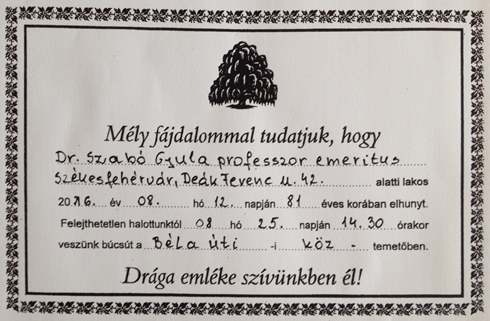 Mély fájdalommal tudatjuk, hogy
Dr. Szabó Gyula professzor emeritus
Székesfehérvár, Deák Ferenc u. 42. alatti lakos
2016. év 08. hó 12. napján 81 éves korában elhunyt.
Felejthetetlen halottunktól 08 hó 25. napján 14.30 órakor
veszünk búcsút a Béla úti -i köz - temetőben.
Drága emléke szívünkben él!